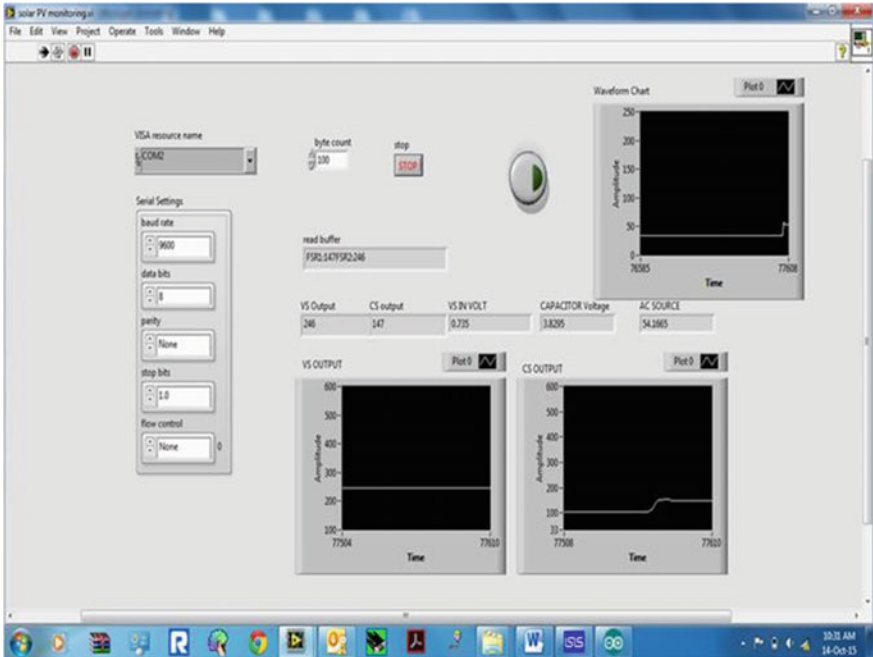 solar PV monitoring.vi
File Edit View Project Operate Tools Window Help
Waveform Chart
Plot 0
VISA resource name
COM2
byte count
100
stop
STOP
Amplitude
250
200
150
100
50
0
76585
77608
Time
Serial Settings
baud rate
9600
data bits
8
parity
None
stop bits
1.0
flow control
None
0
read buffer
FSR1:147FSR2:246
VS Output
CS output
VS IN VOLT
CAPACITOR Voltage
AC SOURCE
246
147
0.735
3.8295
54.1665
VS OUTPUT
Plot 0
Amplitude
600
500
400
300
200
100
77504
77610
Time
CS OUTPUT
Plot 0
Amplitude
600
500
400
300
200
100
33
77508
77610
Time
R
W
ISIS
10:31 AM
14-Oct-15